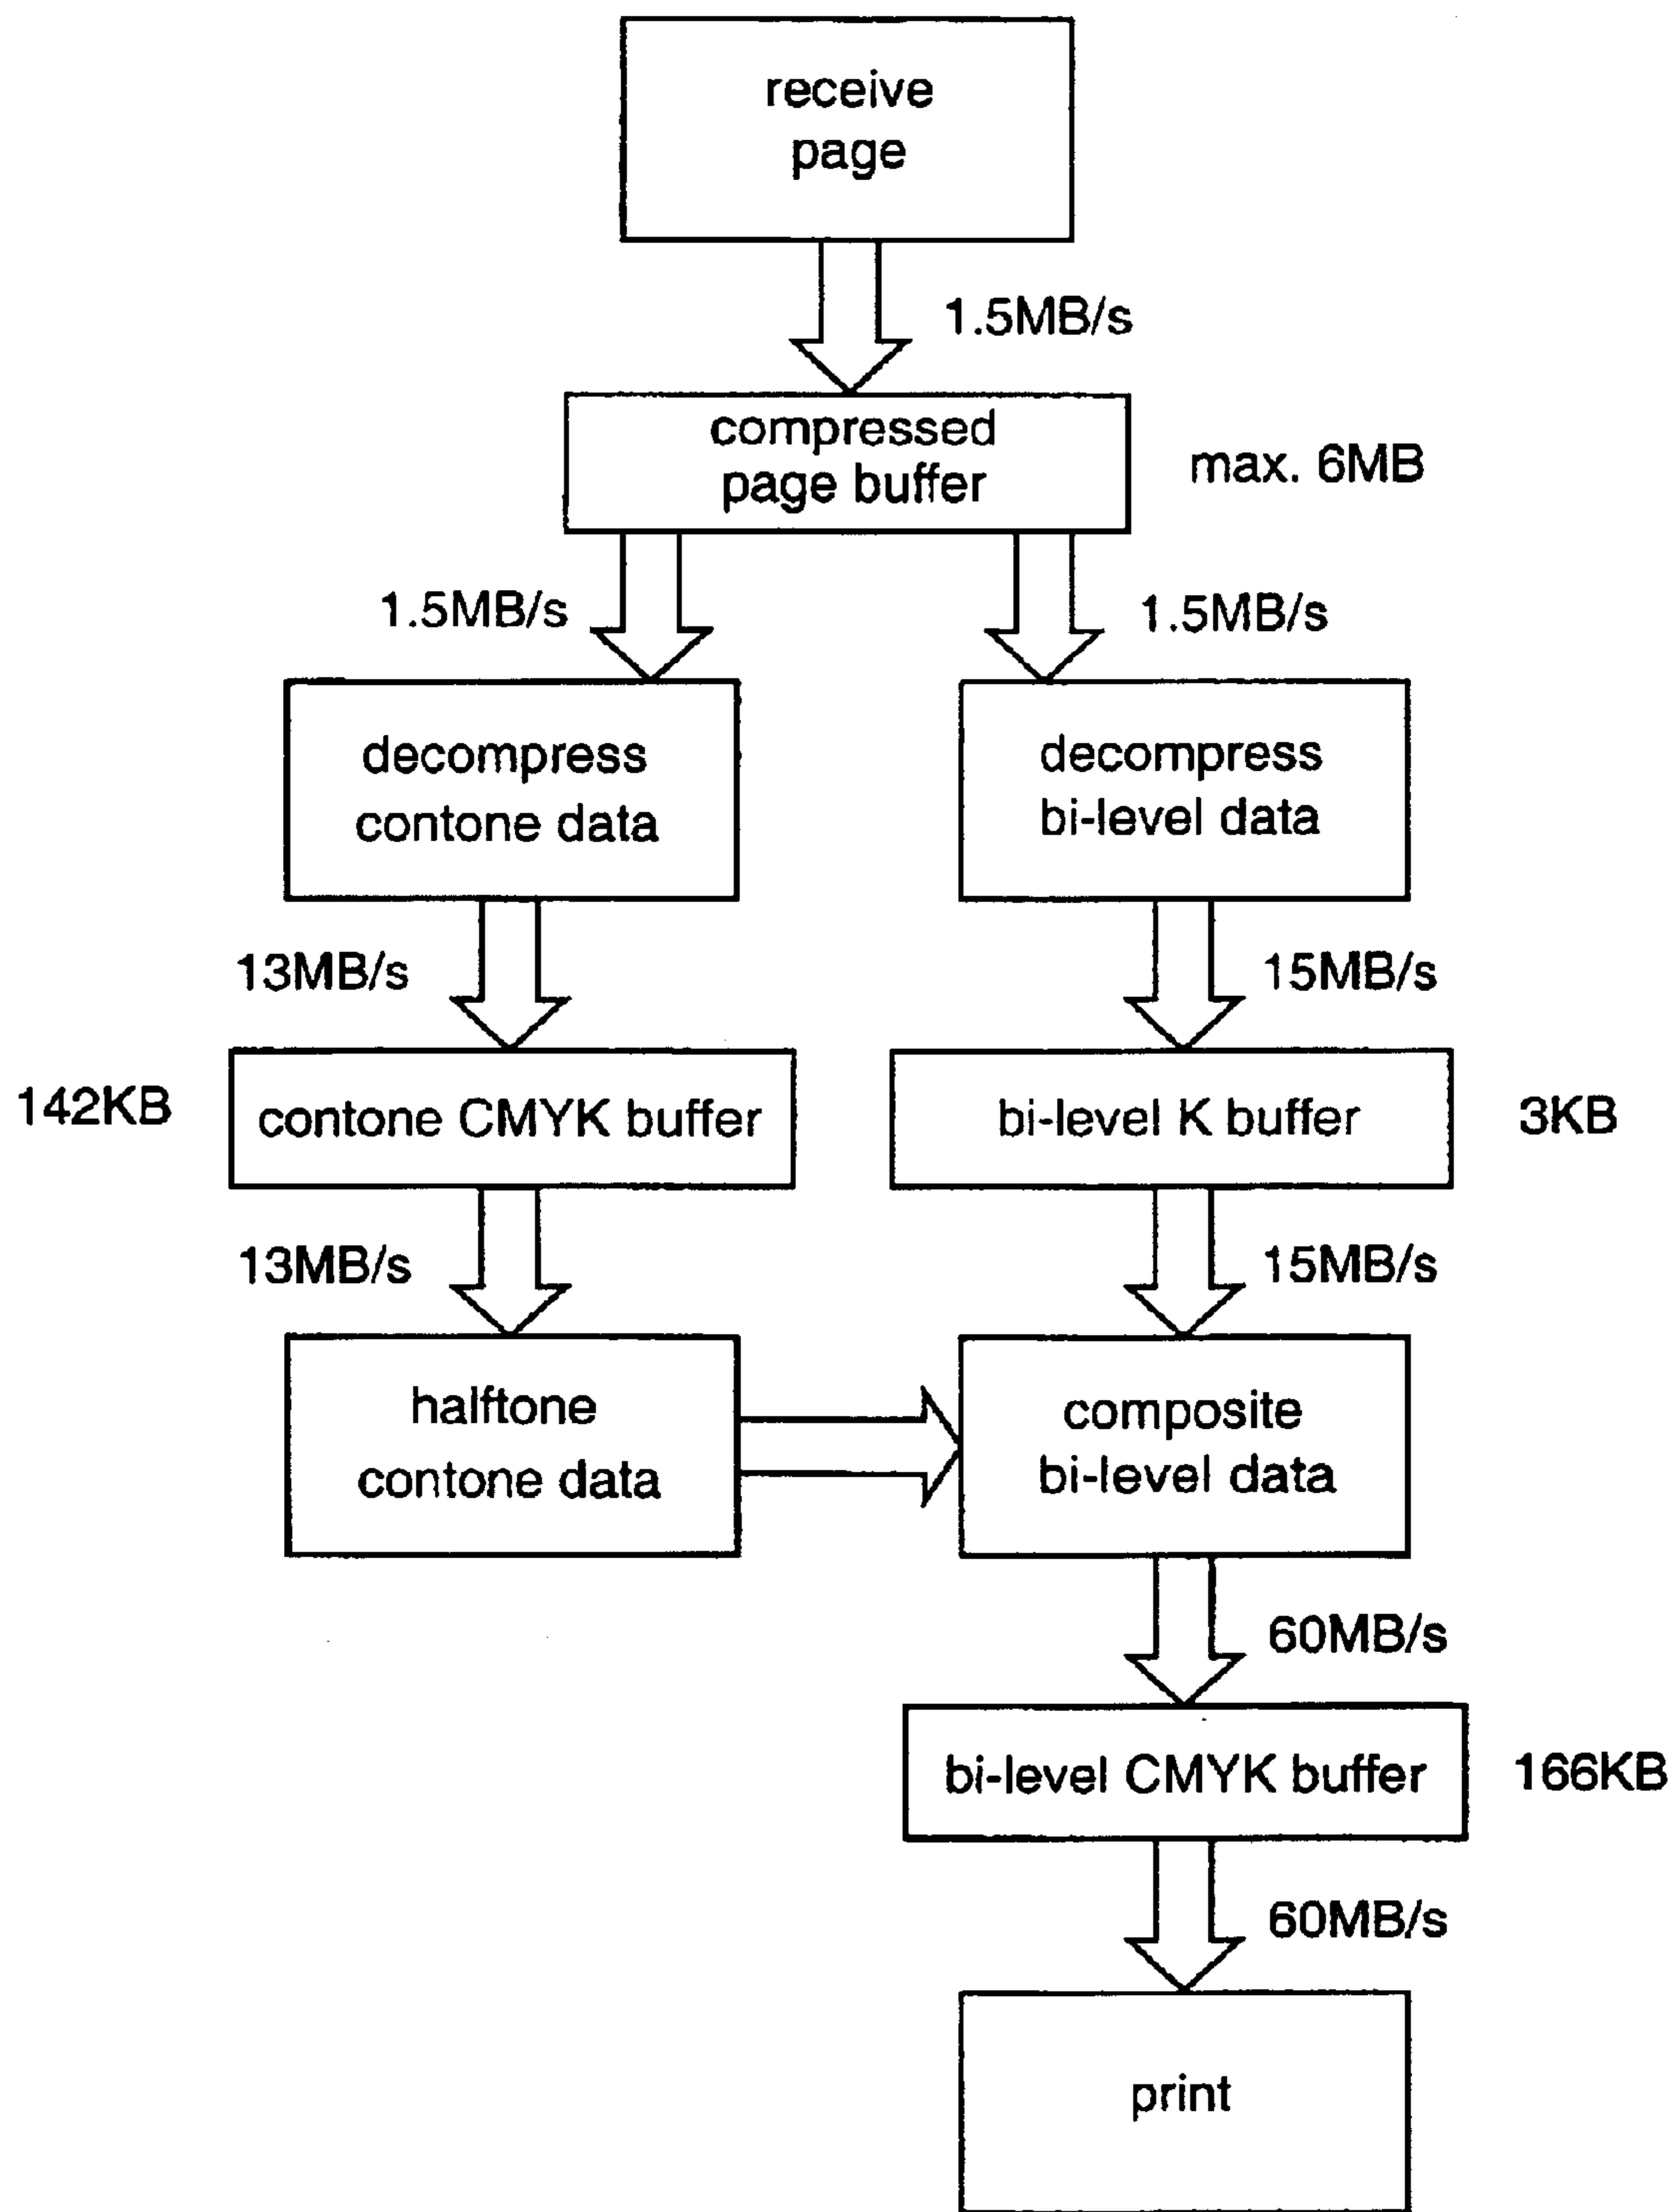 receive
page
1.5MB/s
compressed
page buffer
max. 6MB
1.5MB/s
1.5MB/s
decompress
contone data
decompress
bi-level data
13MB/s
15MB/s
142KB
contone CMYK buffer
bi-level K buffer
3KB
13MB/s
15MB/s
halftone
contone data
composite
bi-level data
60MB/s
bi-level CMYK buffer
166KB
60MB/s
print